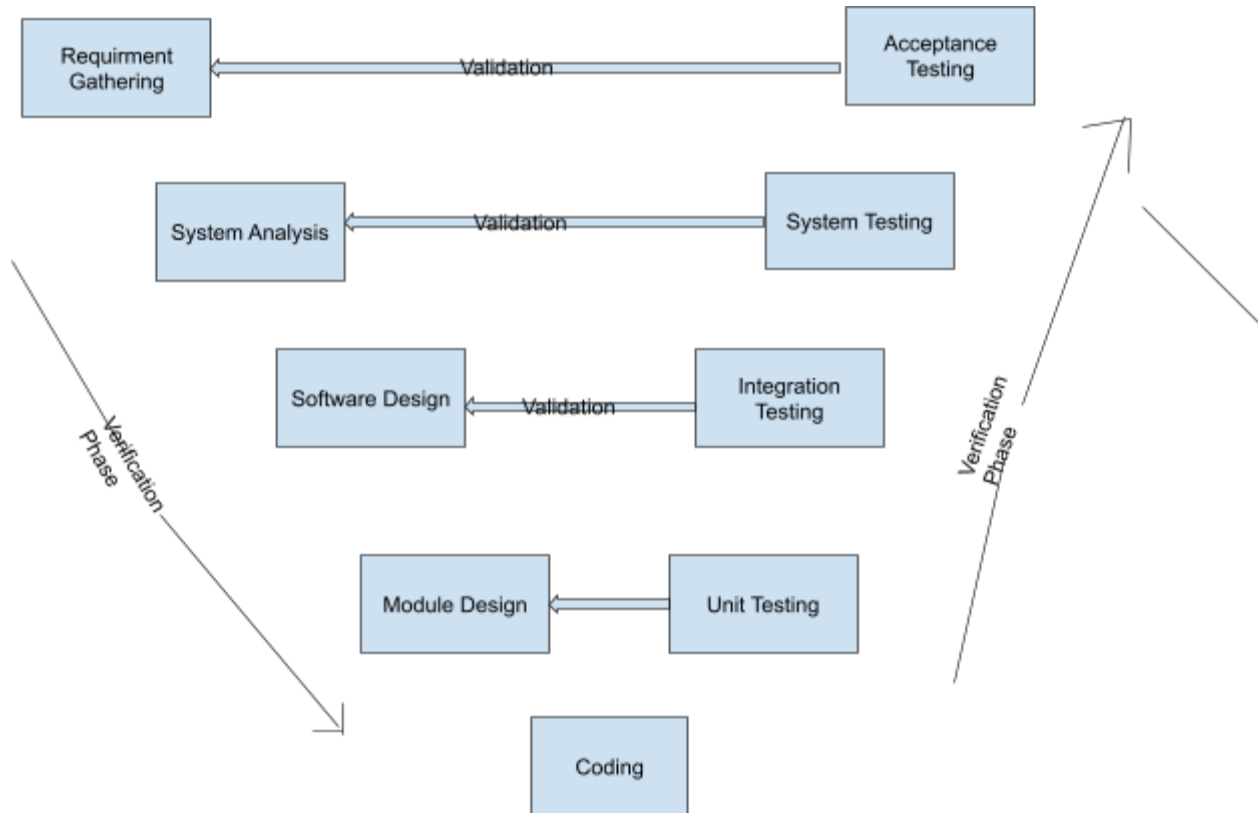 Requirment
Gathering
Validation
Acceptance
Testing
System Analysis
Validation
System Testing
Software Design
Validation
Integration
Testing
Verification
Phase
Verification
Phase
Module Design
Unit Testing
Coding